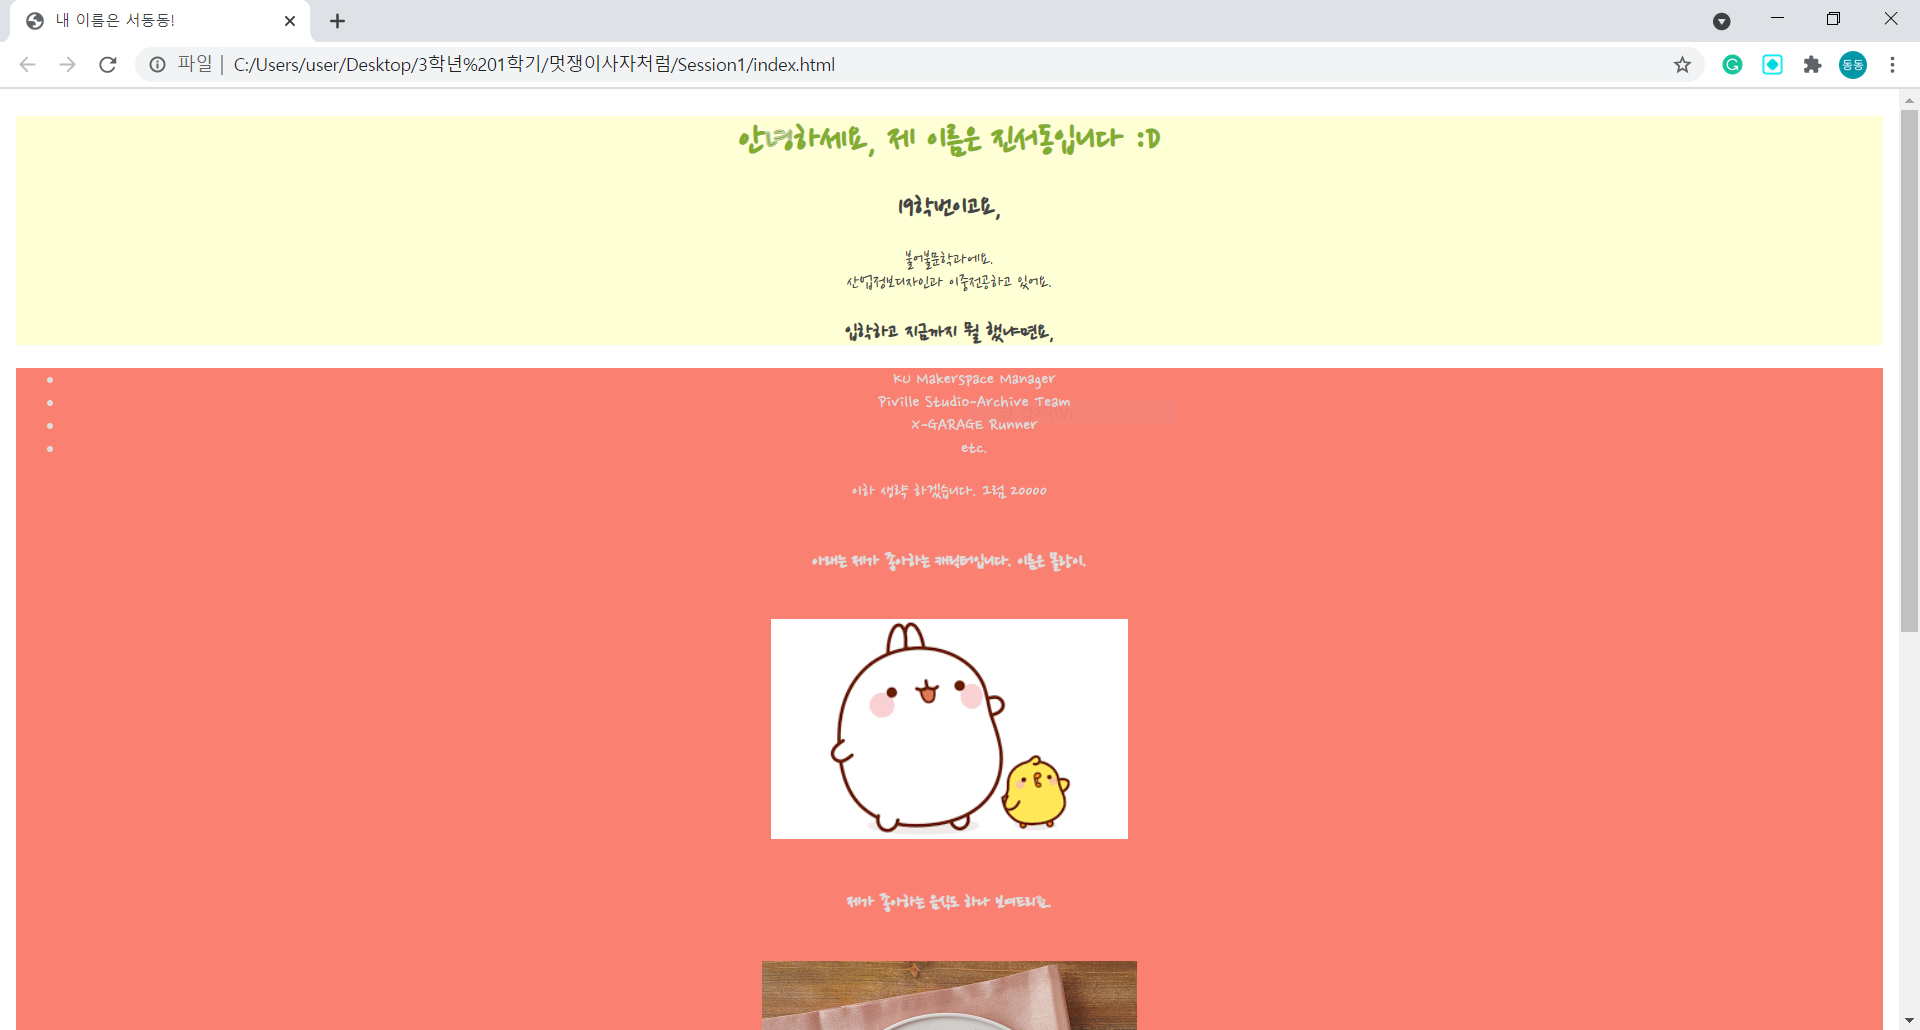 내 이름은 서동동!
파일 | C:/Users/user/Desktop/3학년%201학기/멋쟁이사자처럼/Session1/index.html
동동
안녕하세요, 제 이름은 진서동입니다 :D
19학번이고요,
불어불문학과에요.
산업정보디자인과 이중전공하고 있어요.
입학하고 지금까지 뭘 했냐면요,
KU Makerspace Manager
Piville Studio-Archive Team
X-GARAGE Runner
etc.
이하 생략 하겠습니다. 그럼 20000
아래는 제가 좋아하는 캐릭터입니다. 이름은 몰랑이.
제가 좋아하는 음식도 하나 보여드리죠.